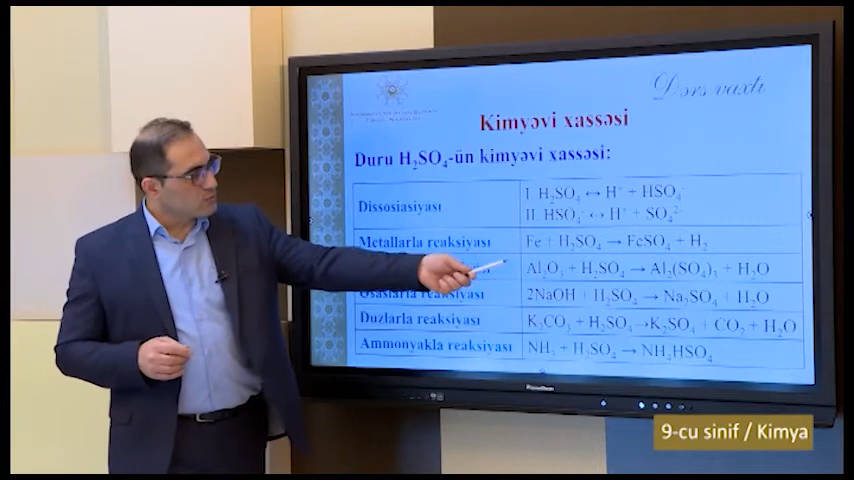 Dərs vaxtı
Kimyəvi xassəsi
Duru H₂SO₄-ün kimyəvi xassəsi:
Dissosiasiyası
I H₂SO₄ ↔ H⁺ + HSO₄⁻
II HSO₄⁻ ↔ H⁺ + SO₄²⁻
Metallarla reaksiyası Fe + H₂SO₄ → FeSO₄ + H₂
Al₂O₃ + H₂SO₄ → Al₂(SO₄)₃ + H₂O
Əsaslarla reaksiyası 2NaOH + H₂SO₄ → Na₂SO₄ + H₂O
Duzlarla reaksiyası K₂CO₃ + H₂SO₄→K₂SO₄ + CO₂ + H₂O
Ammonyakla reaksiyası NH₃ + H₂SO₄ → NH₄HSO₄
Promethean
9-cu sinif / Kimya